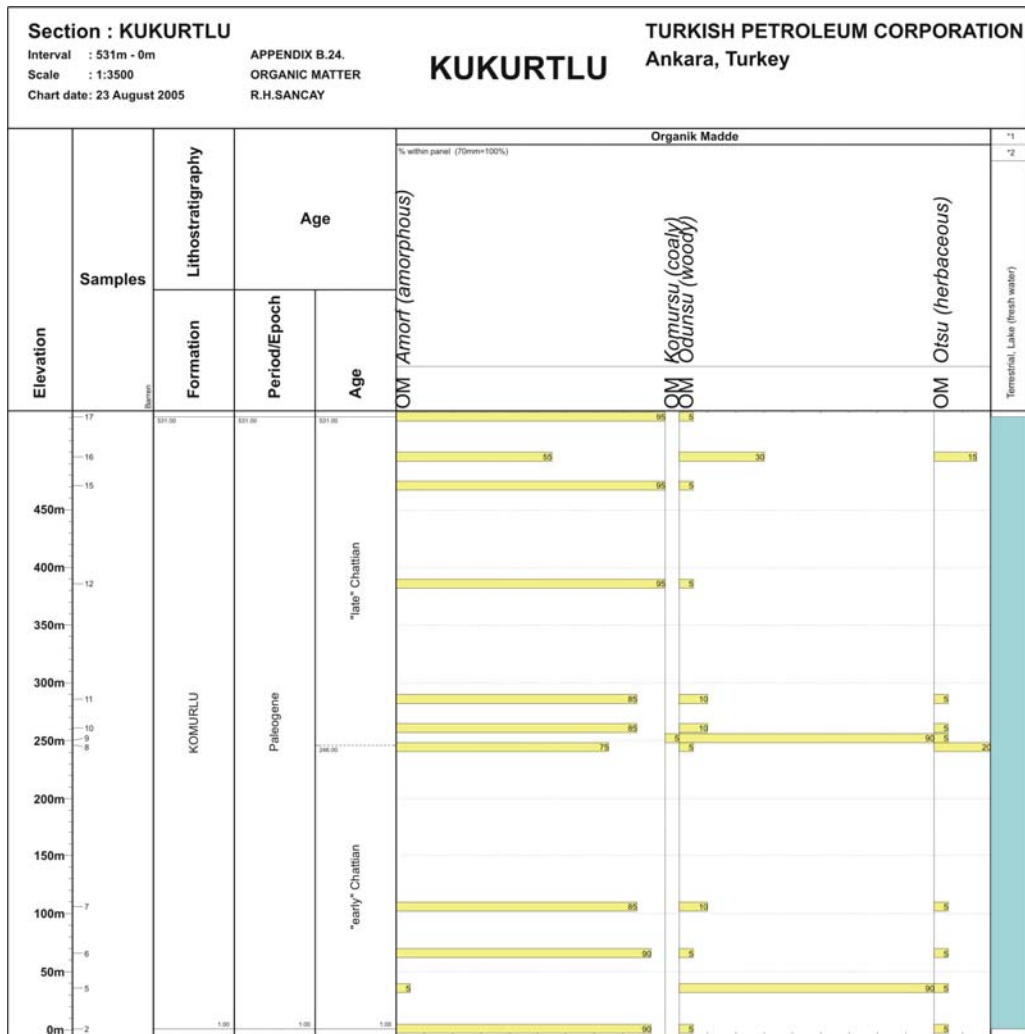 Section : KUKURTLU
Interval : 531m - 0m
Scale : 1:3500
Chart date: 23 August 2005
APPENDIX B.24.
ORGANIC MATTER
R.H.SANCAY
KUKURTLU
TURKISH PETROLEUM CORPORATION
Ankara, Turkey
Elevation
Samples
Barren
Lithostratigraphy
Formation
Age
Period/Epoch
Age
Organik Madde
% within panel (70mm=100%)
OM Amorf (amorphous)
OM Komursu (coaly)
OM Odunsu (woody)
OM Otsu (herbaceous)
*1
*2
Terrestrial, Lake (fresh water)
531.00 531.00 531.00
17 95 5
16 55 30 15
15 95 5
450m
400m
12 95 5
350m
300m
11 85 10 5
10 85 10 5
250m
9 5 90 5
8 75 5 20
246.00
200m
150m
100m
7 85 10 5
6 90 5 5
50m
5 5 90 5
0m
2 90 5 5
1.00 1.00 1.00
KOMURLU
Paleogene
"late" Chattian
"early" Chattian